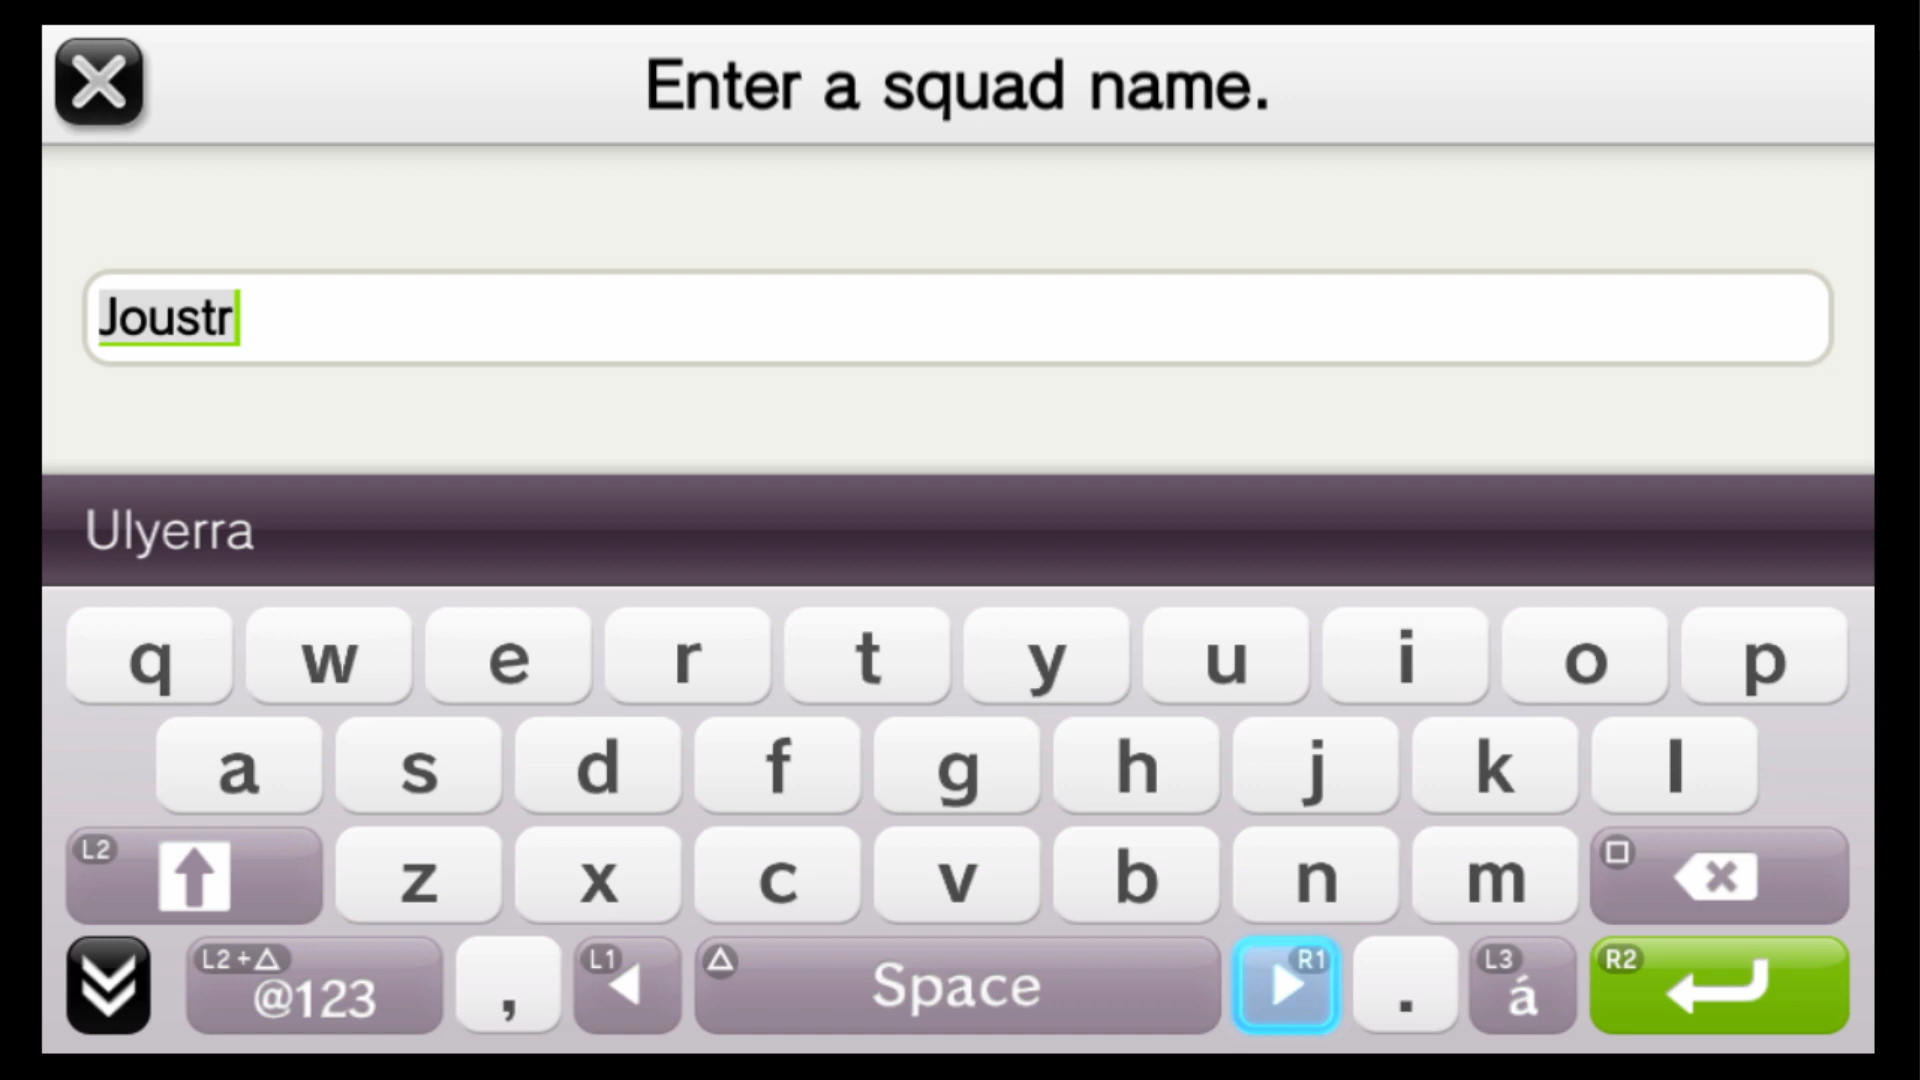 Enter a squad name.
Joustr
Ulyerra
q w e r t y u i o p
a s d f g h j k l
L2 z x c v b n m
L2+△ @123 , L1 △ Space R1 . L3 á R2